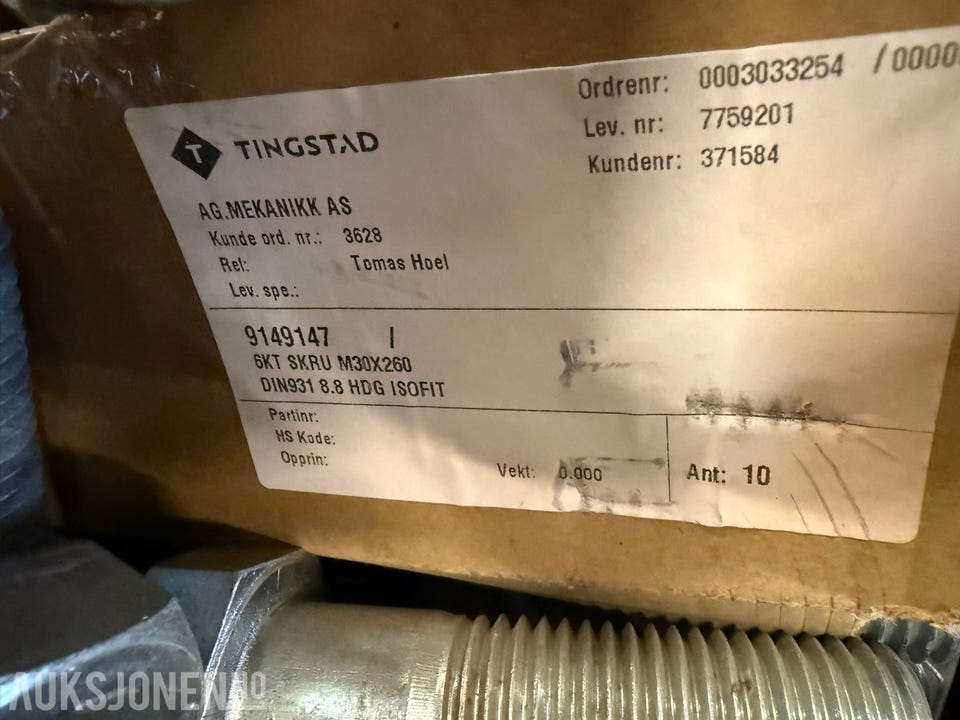 T TINGSTAD
Ordrenr: 0003033254 /0000
Lev. nr: 7759201
Kundenr: 371584
AG.MEKANIKK AS
Kunde ord. nr.: 3628
Rel: Tomas Hoel
Lev. spe.:
9149147 /
6KT SKRU M30X260
DIN931 8.8 HDG ISOFIT
Partinr:
HS Kode:
Opprin:
Vekt: 0.000
Ant: 10
AUKSJONEN.NO